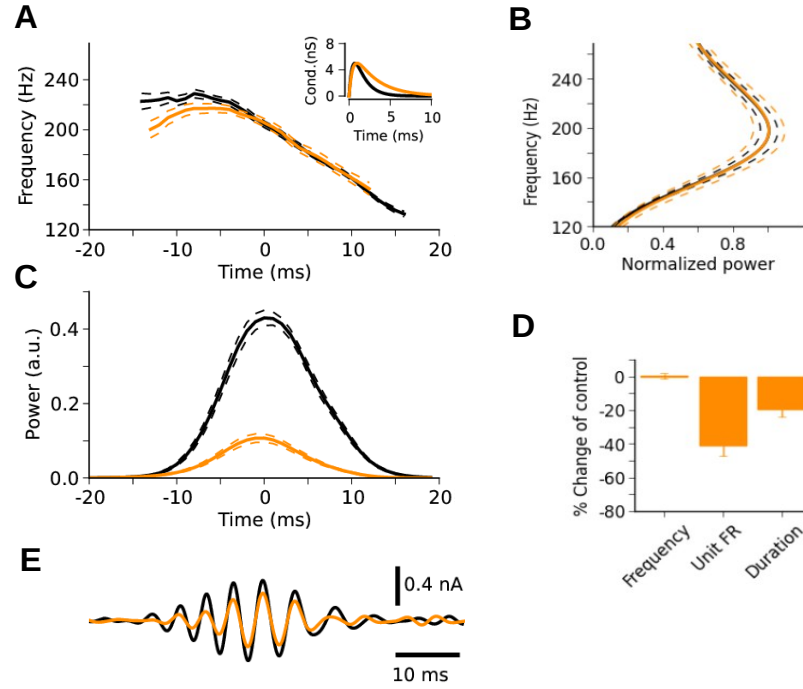 A
Frequency (Hz)
240
200
160
120
-20 -10 0 10 20
Time (ms)
Cond.(nS)
8
4
0
0 5 10
Time (ms)
B
Frequency (Hz)
240
200
160
120
0.0 0.4 0.8
Normalized power
C
Power (a.u.)
0.4
0.2
0.0
-20 -10 0 10 20
Time (ms)
D
% Change of control
0
-20
-40
-60
-80
Frequency
Unit FR
Duration
E
0.4 nA
10 ms